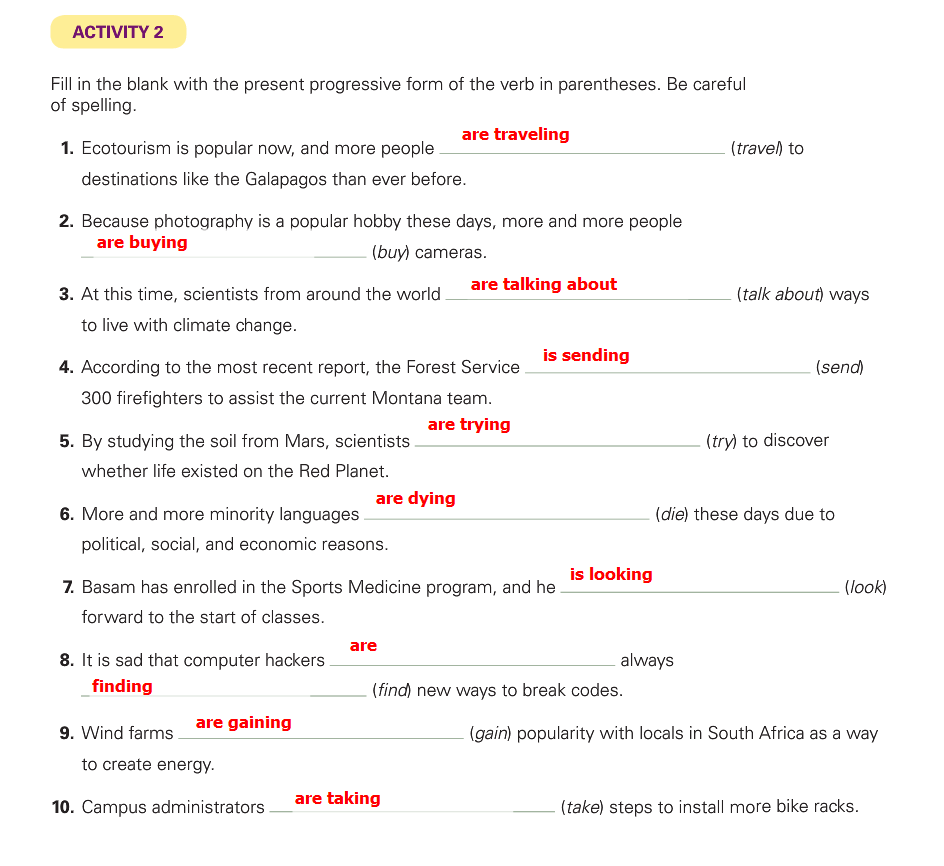 ACTIVITY 2
Fill in the blank with the present progressive form of the verb in parentheses. Be careful
of spelling.
1. Ecotourism is popular now, and more people are traveling (travel) to
destinations like the Galapagos than ever before.
2. Because photography is a popular hobby these days, more and more people
are buying (buy) cameras.
3. At this time, scientists from around the world are talking about (talk about) ways
to live with climate change.
4. According to the most recent report, the Forest Service is sending (send)
300 firefighters to assist the current Montana team.
5. By studying the soil from Mars, scientists are trying (try) to discover
whether life existed on the Red Planet.
6. More and more minority languages are dying (die) these days due to
political, social, and economic reasons.
7. Basam has enrolled in the Sports Medicine program, and he is looking (look)
forward to the start of classes.
8. It is sad that computer hackers are always
finding (find) new ways to break codes.
9. Wind farms are gaining (gain) popularity with locals in South Africa as a way
to create energy.
10. Campus administrators are taking (take) steps to install more bike racks.